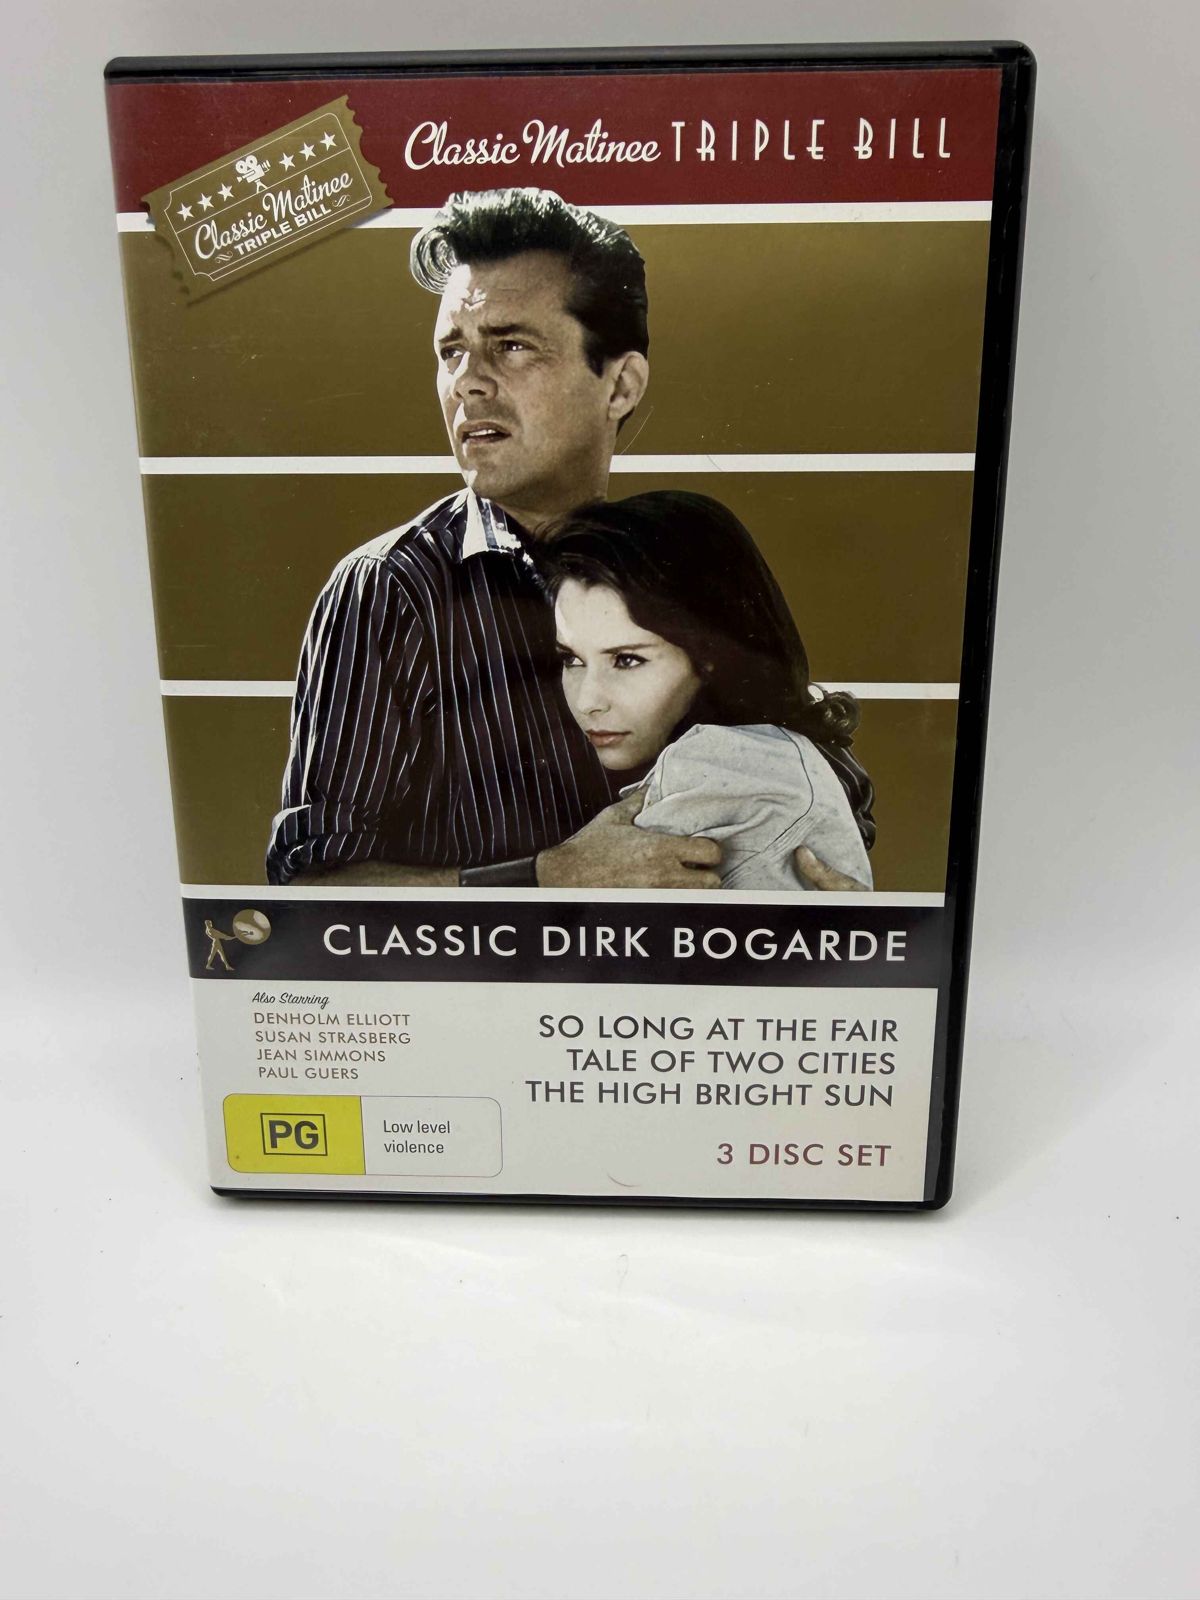 Classic Matinee TRIPLE BILL
Classic Matinee
TRIPLE BILL
CLASSIC DIRK BOGARDE
Also Starring
DENHOLM ELLIOTT
SUSAN STRASBERG
JEAN SIMMONS
PAUL GUERS
SO LONG AT THE FAIR
TALE OF TWO CITIES
THE HIGH BRIGHT SUN
PG
Low level
violence
3 DISC SET